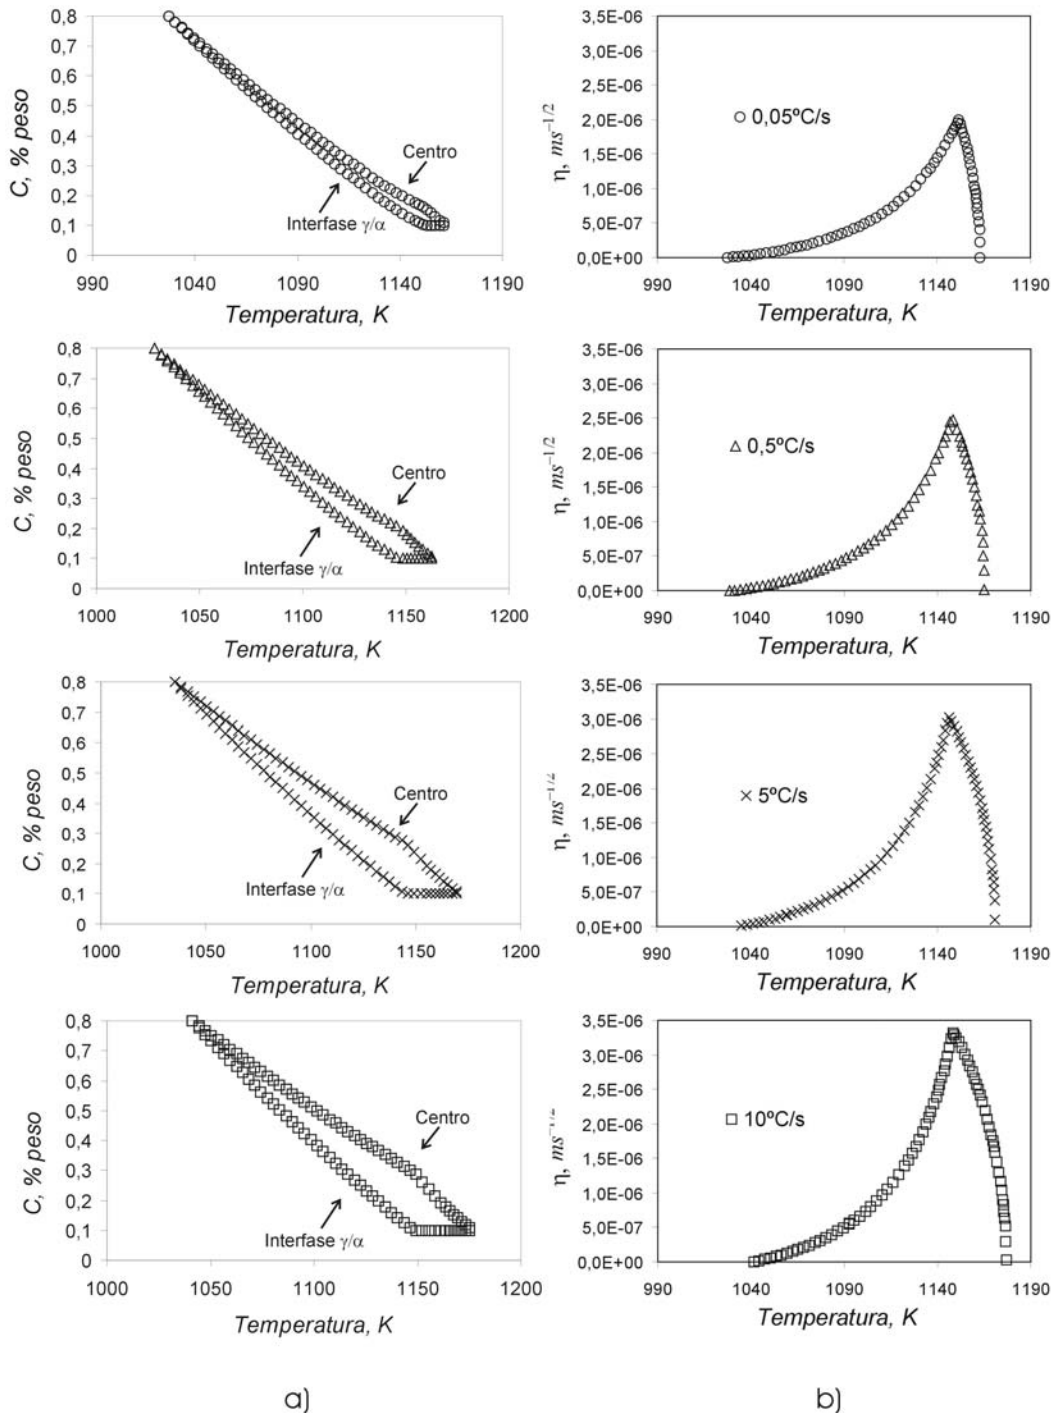 C, % peso
0,8
0,7
0,6
0,5
0,4
0,3
0,2
0,1
0
Centro
Interfase γ/α
990 1040 1090 1140 1190
Temperatura, K
η, ms⁻¹/²
3,5E-06
3,0E-06
2,5E-06
2,0E-06
1,5E-06
1,0E-06
5,0E-07
0,0E+00
0,05ºC/s
990 1040 1090 1140 1190
Temperatura, K
C, % peso
0,8
0,7
0,6
0,5
0,4
0,3
0,2
0,1
0
Centro
Interfase γ/α
1000 1050 1100 1150 1200
Temperatura, K
η, ms⁻¹/²
3,5E-06
3,0E-06
2,5E-06
2,0E-06
1,5E-06
1,0E-06
5,0E-07
0,0E+00
0,5ºC/s
990 1040 1090 1140 1190
Temperatura, K
C, % peso
0,8
0,7
0,6
0,5
0,4
0,3
0,2
0,1
0
Centro
Interfase γ/α
1000 1050 1100 1150 1200
Temperatura, K
η, ms⁻¹/²
3,5E-06
3,0E-06
2,5E-06
2,0E-06
1,5E-06
1,0E-06
5,0E-07
0,0E+00
5ºC/s
990 1040 1090 1140 1190
Temperatura, K
C, % peso
0,8
0,7
0,6
0,5
0,4
0,3
0,2
0,1
0
Centro
Interfase γ/α
1000 1050 1100 1150 1200
Temperatura, K
η, ms⁻¹/²
3,5E-06
3,0E-06
2,5E-06
2,0E-06
1,5E-06
1,0E-06
5,0E-07
0,0E+00
10ºC/s
990 1040 1090 1140 1190
Temperatura, K
a) b)